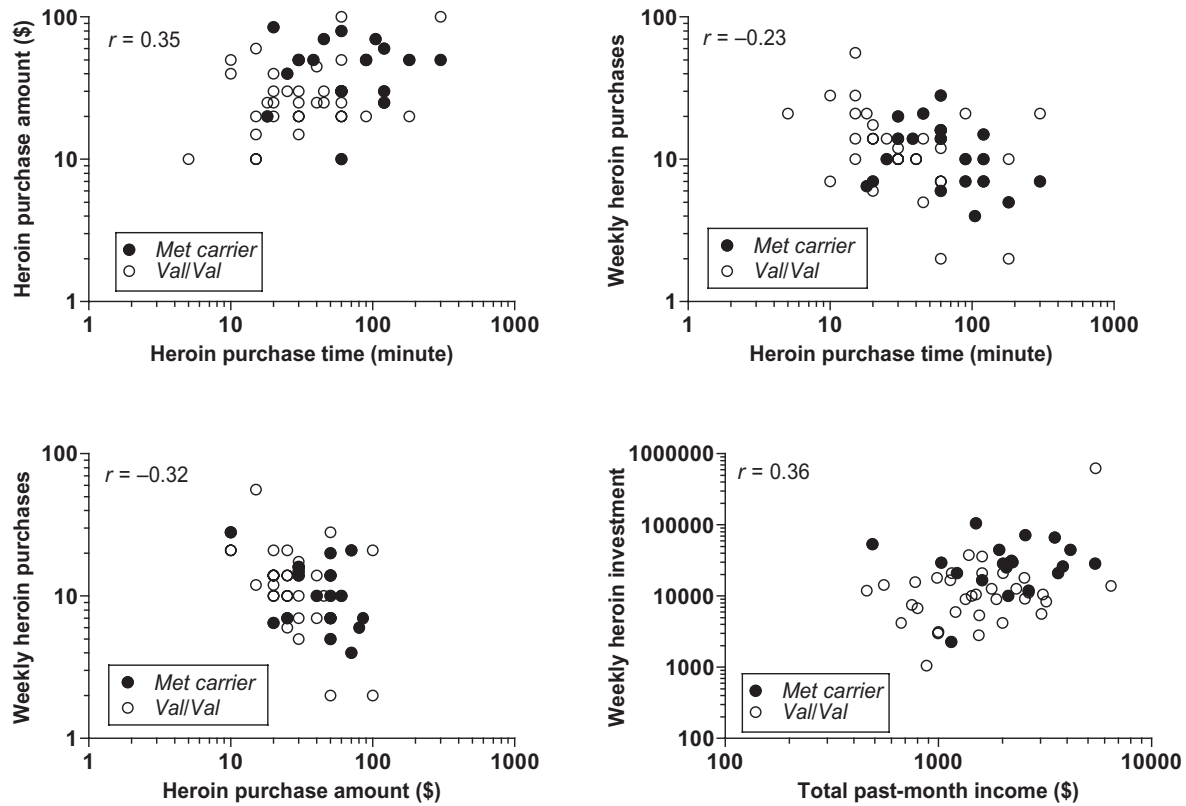 Heroin purchase amount ($)
100
10
1
r = 0.35
Met carrier
Val/Val
1
10
100
1000
Heroin purchase time (minute)
Weekly heroin purchases
100
10
1
r = –0.23
Met carrier
Val/Val
1
10
100
1000
Heroin purchase time (minute)
Weekly heroin purchases
100
10
1
r = –0.32
Met carrier
Val/Val
1
10
100
1000
Heroin purchase amount ($)
Weekly heroin investment
1000000
100000
10000
1000
100
r = 0.36
Met carrier
Val/Val
100
1000
10000
Total past-month income ($)